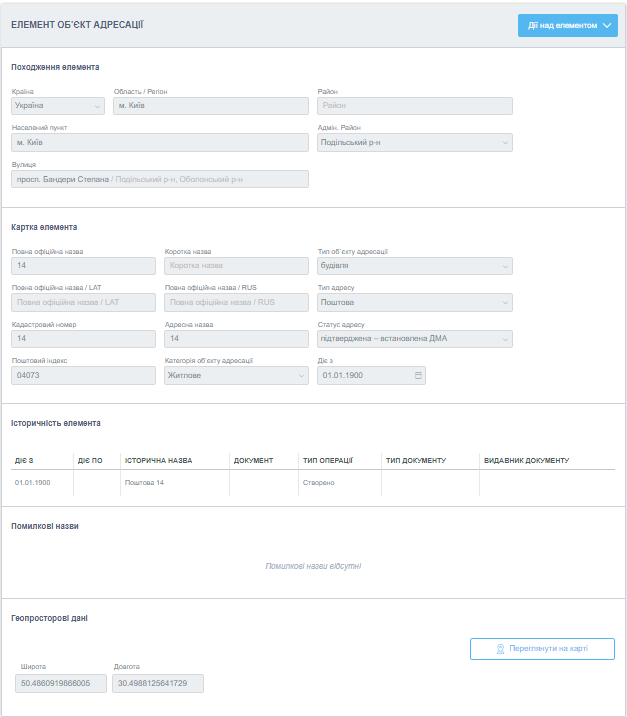 ЕЛЕМЕНТ ОБ'ЄКТ АДРЕСАЦІЇ
Дії над елементом
Походження елемента
Країна Область / Регіон Район
Україна м. Київ Район
Населений пункт Адмін. Район
м. Київ Подільський р-н
Вулиця
просп. Бандери Степана / Подільський р-н, Оболонський р-н
Картка елемента
Повна офіційна назва Коротка назва Тип об'єкту адресації
14 Коротка назва будівля
Повна офіційна назва / LAT Повна офіційна назва / RUS Тип адресу
Повна офіційна назва / LAT Повна офіційна назва / RUS Поштова
Кадастровий номер Адресна назва Статус адресу
14 14 підтверджена – встановлена ДМА
Поштовий індекс Категорія об'єкту адресації Діє з
04073 Житлове 01.01.1900
Історичність елемента
ДІЄ З ДІЄ ПО ІСТОРИЧНА НАЗВА ДОКУМЕНТ ТИП ОПЕРАЦІЇ ТИП ДОКУМЕНТУ ВИДАВНИК ДОКУМЕНТУ
01.01.1900 Поштова 14 Створено
Помилкові назви
Помилкові назви відсутні
Геопросторові дані
Переглянути на карті
Широта Довгота
50.4860919866005 30.4988125641729